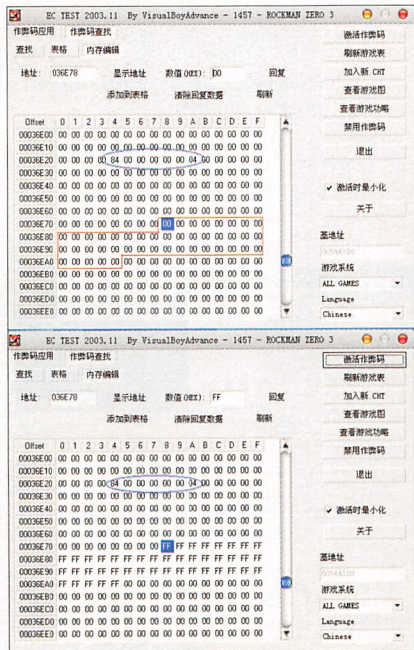 EC TEST 2003.11 By VisualBoyAdvance - 1457 - ROCKMAN ZERO 3
作弊码应用 作弊码查找
激活作弊码
查找 表格 内存编辑
刷新游戏表
地址: 036E78 显示地址 数值(HEX): 00 回复
加入新.CHT
添加到表格 清除回复数据 刷新
查看游戏图
查看游戏功略
Offset 0 1 2 3 4 5 6 7 8 9 A B C D E F
禁用作弊码
00036E00 00 00 00 00 00 00 00 00 00 00 00 00 00 00 00 00
00036E10 00 00 00 00 00 00 00 00 00 00 00 00 00 00 00 00
00036E20 00 00 00 00 84 00 00 00 00 00 04 00 00 00 00 00
退出
00036E30 00 00 00 00 00 00 00 00 00 00 00 00 00 00 00 00
00036E40 00 00 00 00 00 00 00 00 00 00 00 00 00 00 00 00
激活时最小化
00036E50 00 00 00 00 00 00 00 00 00 00 00 00 00 00 00 00
00036E60 00 00 00 00 00 00 00 00 00 00 00 00 00 00 00 00
关于
00036E70 00 00 00 00 00 00 00 00 00 00 00 00 00 00 00 00
00036E80 00 00 00 00 00 00 00 00 00 00 00 00 00 00 00 00
基地址
00036E90 00 00 00 00 00 00 00 00 00 00 00 00 00 00 00 00
00036EA0 00 00 00 00 00 00 00 00 00 00 00 00 00 00 00 00
游戏系统
00036EB0 00 00 00 00 00 00 00 00 00 00 00 00 00 00 00 00
ALL GAMES
00036EC0 00 00 00 00 00 00 00 00 00 00 00 00 00 00 00 00
Language
00036ED0 00 00 00 00 00 00 00 00 00 00 00 00 00 00 00 00
00036EE0 00 00 00 00 00 00 00 00 00 00 00 00 00 00 00 00
Chinese
EC TEST 2003.11 By VisualBoyAdvance - 1457 - ROCKMAN ZERO 3
作弊码应用 作弊码查找
激活作弊码
查找 表格 内存编辑
刷新游戏表
地址: 036E78 显示地址 数值(HEX): FF 回复
加入新.CHT
添加到表格 清除回复数据 刷新
查看游戏图
查看游戏功略
Offset 0 1 2 3 4 5 6 7 8 9 A B C D E F
禁用作弊码
00036E00 00 00 00 00 00 00 00 00 00 00 00 00 00 00 00 00
00036E10 00 00 00 00 00 00 00 00 00 00 00 00 00 00 00 00
00036E20 00 00 00 00 84 00 00 00 00 00 04 00 00 00 00 00
退出
00036E30 00 00 00 00 00 00 00 00 00 00 00 00 00 00 00 00
00036E40 00 00 00 00 00 00 00 00 00 00 00 00 00 00 00 00
激活时最小化
00036E50 00 00 00 00 00 00 00 00 00 00 00 00 00 00 00 00
00036E60 00 00 00 00 00 00 00 00 00 00 00 00 00 00 00 00
关于
00036E70 00 00 00 00 00 00 00 00 FF FF FF FF FF FF FF FF
00036E80 FF FF FF FF FF FF FF FF FF FF FF FF FF FF FF FF
基地址
00036E90 FF FF FF FF FF FF FF FF FF FF FF FF FF FF FF FF
00036EA0 FF FF FF FF FF 00 00 00 00 00 00 00 00 00 00 00
游戏系统
00036EB0 00 00 00 00 00 00 00 00 00 00 00 00 00 00 00 00
ALL GAMES
00036EC0 00 00 00 00 00 00 00 00 00 00 00 00 00 00 00 00
Language
00036ED0 00 00 00 00 00 00 00 00 00 00 00 00 00 00 00 00
00036EE0 00 00 00 00 00 00 00 00 00 00 00 00 00 00 00 00
Chinese